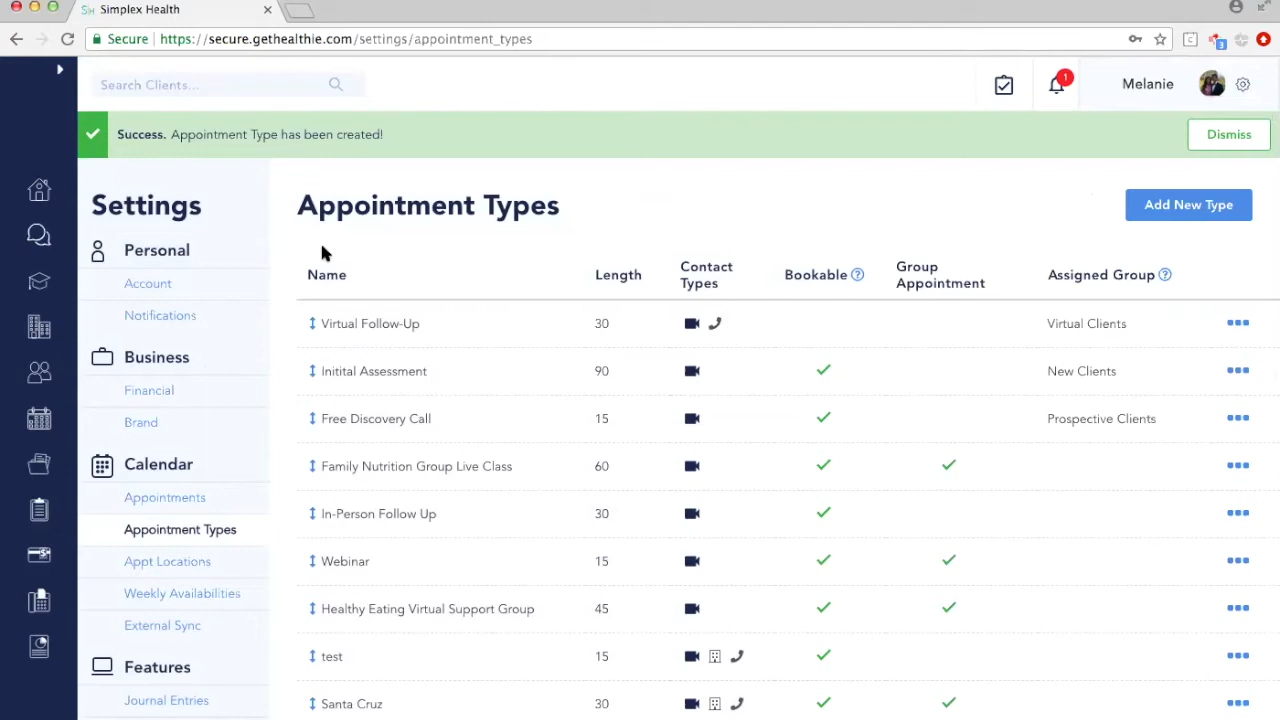 Simplex Health
Secure https://secure.gethealthie.com/settings/appointment_types
3
Search Clients...
1
Melanie
Success. Appointment Type has been created!
Dismiss
Settings
Personal
Account
Notifications
Business
Financial
Brand
Calendar
Appointments
Appointment Types
Appt Locations
Weekly Availabilities
External Sync
Features
Journal Entries
Appointment Types
Add New Type
Name Length Contact Types Bookable ? Group Appointment Assigned Group ?
Virtual Follow-Up 30 Virtual Clients
Initital Assessment 90 New Clients
Free Discovery Call 15 Prospective Clients
Family Nutrition Group Live Class 60
In-Person Follow Up 30
Webinar 15
Healthy Eating Virtual Support Group 45
test 15
Santa Cruz 30